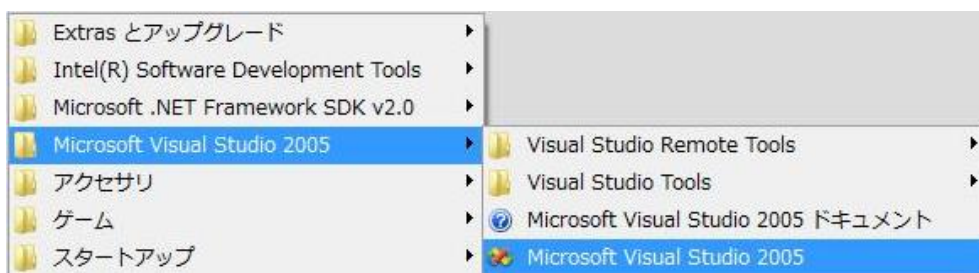 Extras とアップグレード
Intel(R) Software Development Tools
Microsoft .NET Framework SDK v2.0
Microsoft Visual Studio 2005
アクセサリ
ゲーム
スタートアップ
Visual Studio Remote Tools
Visual Studio Tools
Microsoft Visual Studio 2005 ドキュメント
Microsoft Visual Studio 2005